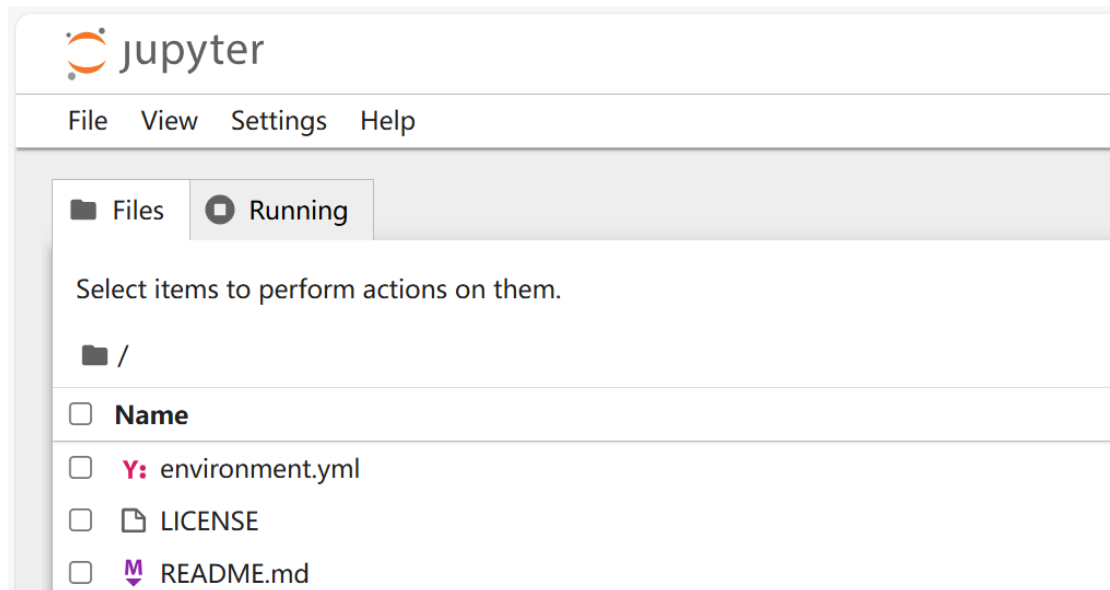 jupyter
File View Settings Help
Files Running
Select items to perform actions on them.
/
Name
Y: environment.yml
LICENSE
M README.md